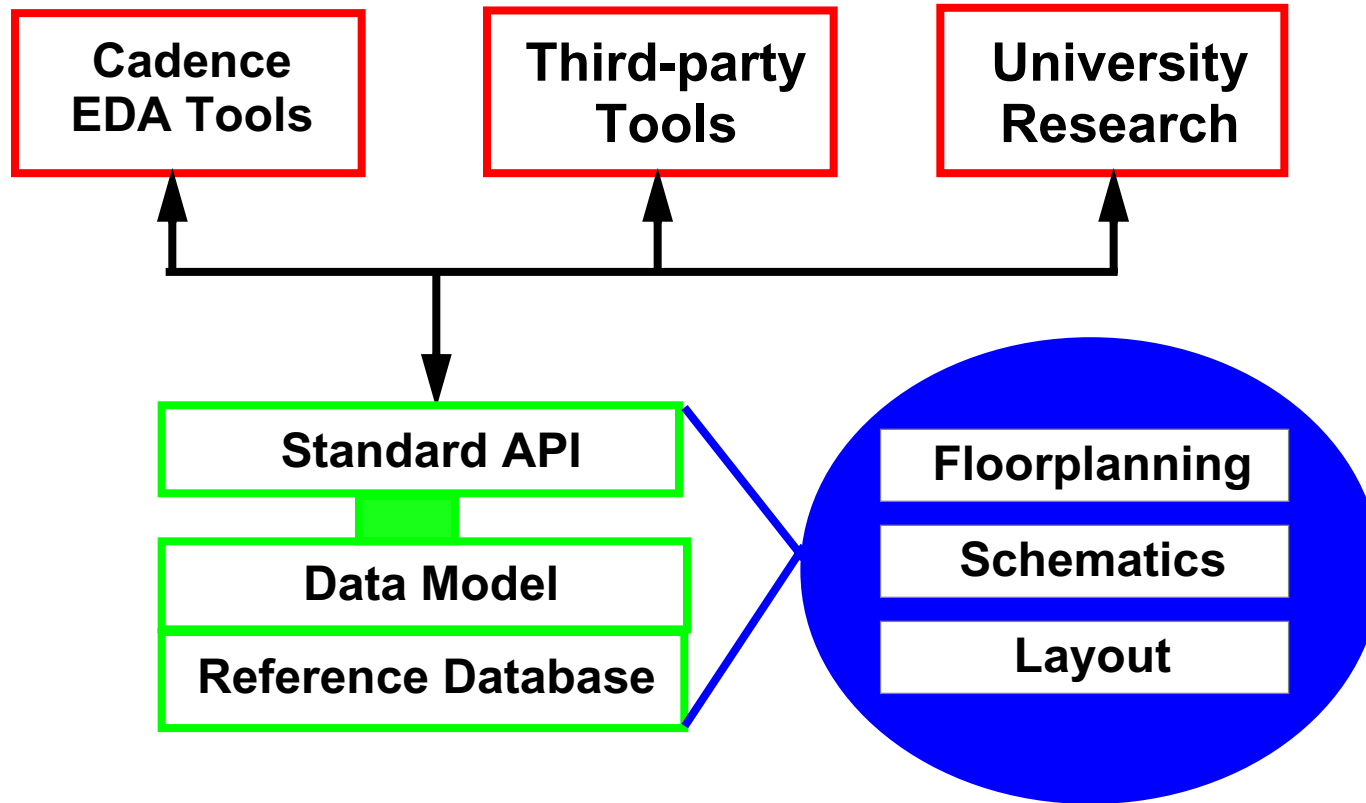 Cadence
EDA Tools
Third-party
Tools
University
Research
Standard API
Data Model
Reference Database
Floorplanning
Schematics
Layout